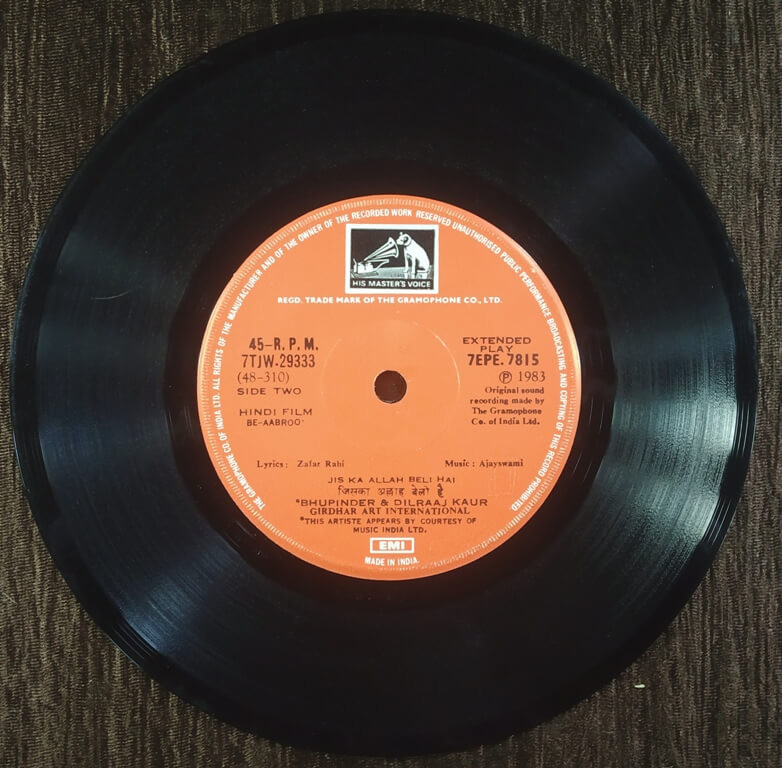 THE GRAMOPHONE CO. OF INDIA LTD. ALL RIGHTS OF THE MANUFACTURER AND OF THE OWNER OF THE RECORDED WORK RESERVED UNAUTHORISED PUBLIC PERFORMANCE BROADCASTING AND COPYING OF THIS RECORD PROHIBITED
HIS MASTER'S VOICE
REGD. TRADE MARK OF THE GRAMOPHONE CO., LTD.
45-R.P.M.
7TJW.29333
(48-310)
SIDE TWO
HINDI FILM
BE-AABROO'
EXTENDED
PLAY
7EPE.7815
Ⓟ 1983
Original sound
recording made by
The Gramophone
Co. of India Ltd.
Lyrics: Zafar Rahi
Music: Ajayswami
JIS KA ALLAH BELI HAI
जिसका अल्लाह बेली है
*BHUPINDER & DILRAAJ KAUR
GIRDHAR ART INTERNATIONAL
*THIS ARTISTE APPEARS BY COURTESY OF
MUSIC INDIA LTD.
EMI
MADE IN INDIA.